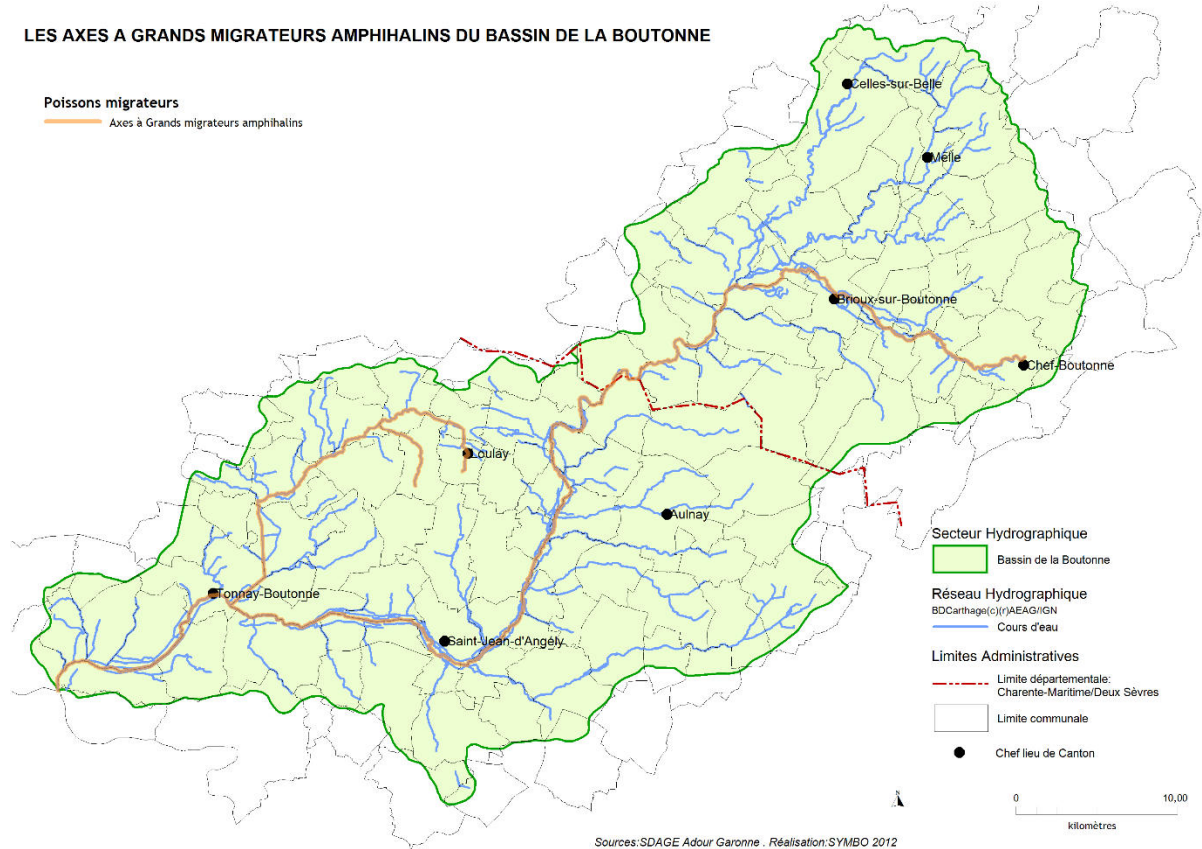 LES AXES A GRANDS MIGRATEURS AMPHIHALINS DU BASSIN DE LA BOUTONNE
Poissons migrateurs
Axes à Grands migrateurs amphihalins
Celles-sur-Belle
Melle
Brioux-sur-Boutonne
Chef-Boutonne
Loulay
Aulnay
Tonnay-Boutonne
Saint-Jean-d'Angély
Secteur Hydrographique
Bassin de la Boutonne
Réseau Hydrographique
BDCarthage(c)(r)AEAG/IGN
Cours d'eau
Limites Administratives
Limite départementale:
Charente-Maritime/Deux Sèvres
Limite communale
Chef lieu de Canton
N
0 10,00
kilomètres
Sources:SDAGE Adour Garonne . Réalisation:SYMBO 2012